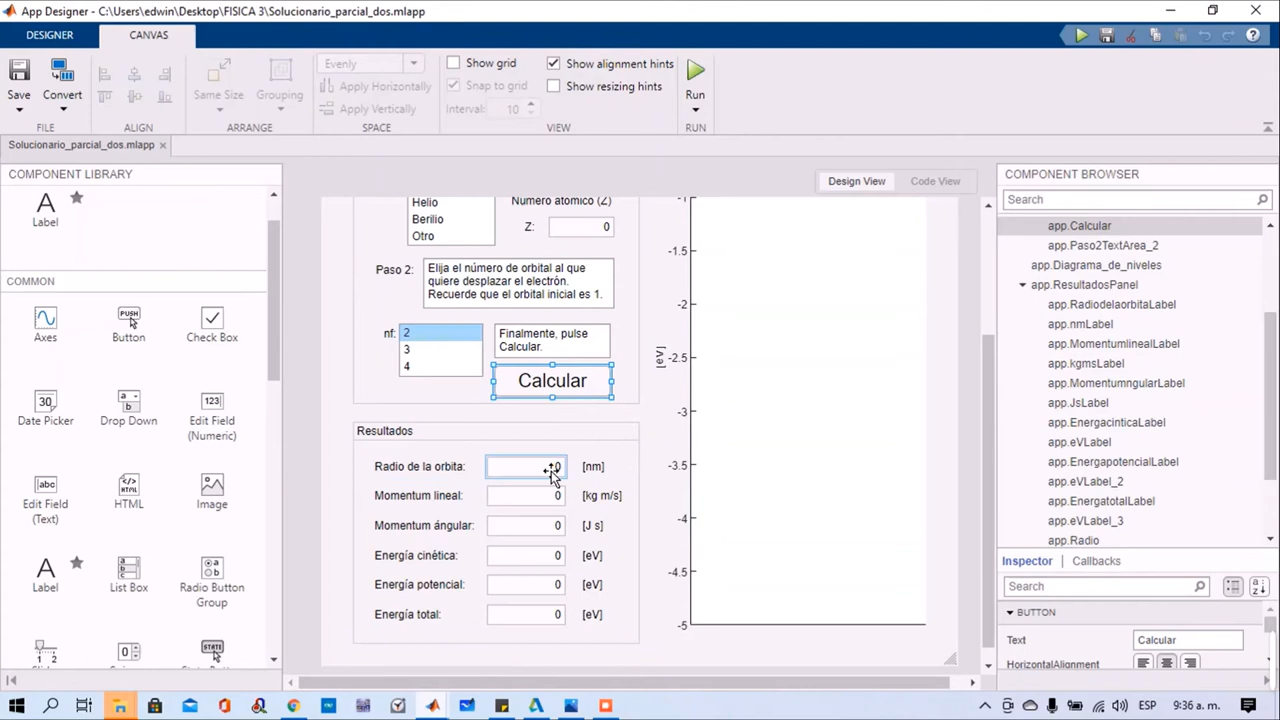 App Designer - C:\Users\edwin\Desktop\FISICA 3\Solucionario_parcial_dos.mlapp
DESIGNER
CANVAS
Save
Convert
FILE
ALIGN
Same Size
Grouping
ARRANGE
Evenly
Apply Horizontally
Apply Vertically
SPACE
Show grid
Snap to grid
Interval: 10
Show alignment hints
Show resizing hints
VIEW
Run
RUN
Solucionario_parcial_dos.mlapp ×
COMPONENT LIBRARY
Label
COMMON
Axes
Button
Check Box
Date Picker
Drop Down
Edit Field
(Numeric)
Edit Field
(Text)
HTML
Image
Label
List Box
Radio Button
Group
Design View
Code View
Helio
Berilio
Otro
Número atómico (Z)
Z: 0
Paso 2:
Elija el número de orbital al que
quiere desplazar el electrón.
Recuerde que el orbital inicial es 1.
nf:
2
3
4
Finalmente, pulse
Calcular.
Calcular
Resultados
Radio de la orbita: 0 [nm]
Momentum lineal: 0 [kg m/s]
Momentum ángular: 0 [J s]
Energía cinética: 0 [eV]
Energía potencial: 0 [eV]
Energía total: 0 [eV]
[eV]
-1
-1.5
-2
-2.5
-3
-3.5
-4
-4.5
-5
COMPONENT BROWSER
Search
app.Calcular
app.Paso2TextArea_2
app.Diagrama_de_niveles
app.ResultadosPanel
app.RadiodelaorbitaLabel
app.nmLabel
app.MomentumlinealLabel
app.kgmsLabel
app.MomentumngularLabel
app.JsLabel
app.EnergacinticaLabel
app.eVLabel
app.EnergapotencialLabel
app.eVLabel_2
app.EnergatotalLabel
app.eVLabel_3
app.Radio
Inspector
Callbacks
Search
BUTTON
Text
Calcular
HorizontalAlignment
ESP
9:36 a. m.